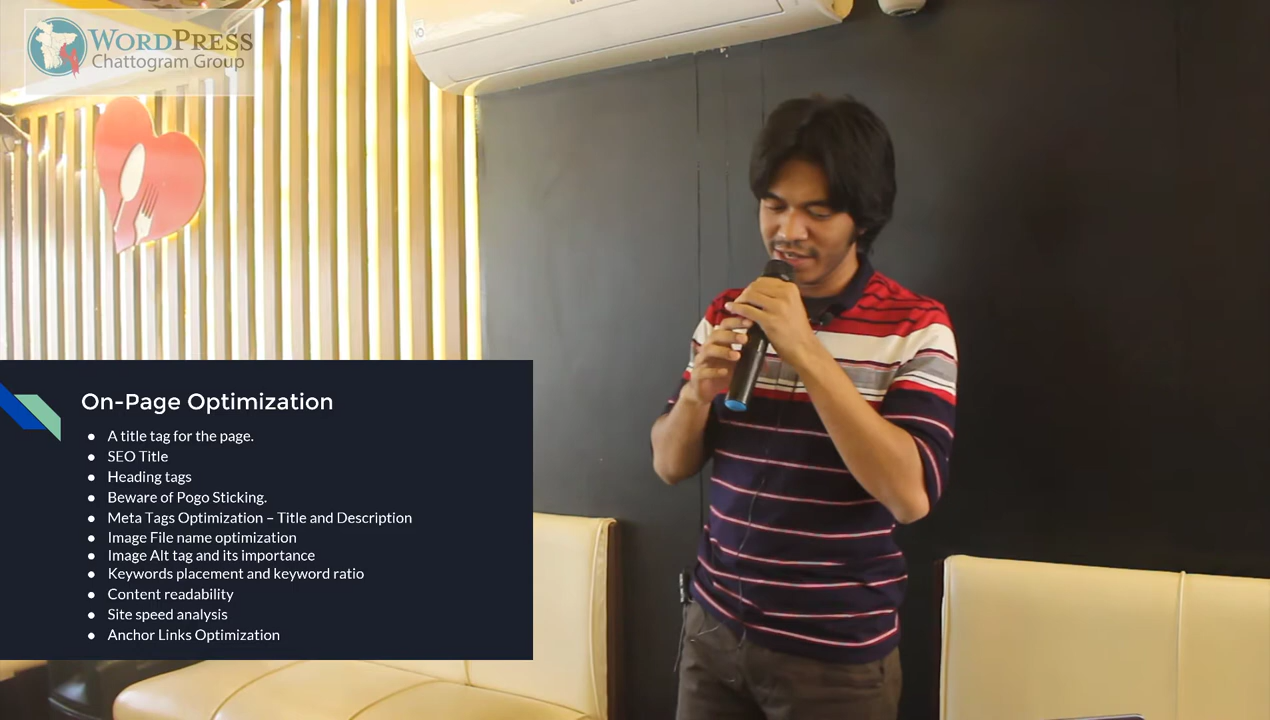 WORDPRESS
Chattogram Group
On-Page Optimization
● A title tag for the page.
● SEO Title
● Heading tags
● Beware of Pogo Sticking.
● Meta Tags Optimization – Title and Description
● Image File name optimization
● Image Alt tag and its importance
● Keywords placement and keyword ratio
● Content readability
● Site speed analysis
● Anchor Links Optimization